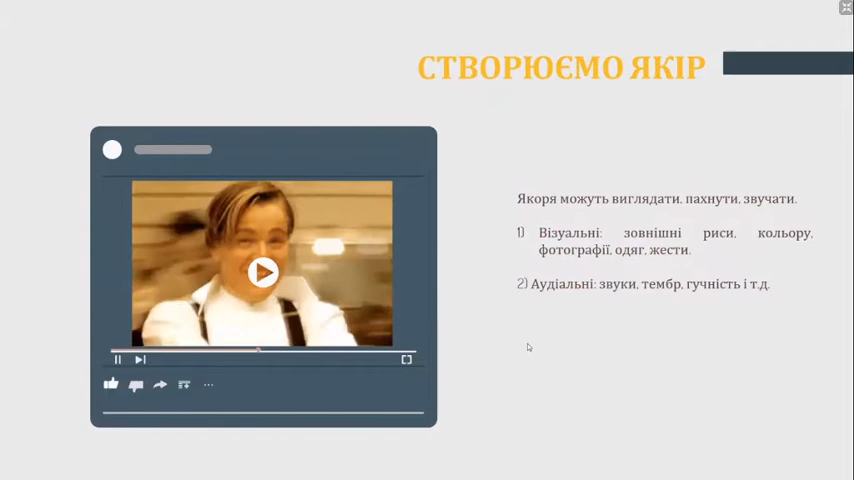 СТВОРЮЄМО ЯКІР
Якоря можуть виглядати, пахнути, звучати.
1) Візуальні: зовнішні риси, кольору,
фотографії, одяг, жести.
2) Аудіальні: звуки, тембр, гучність і т.д.